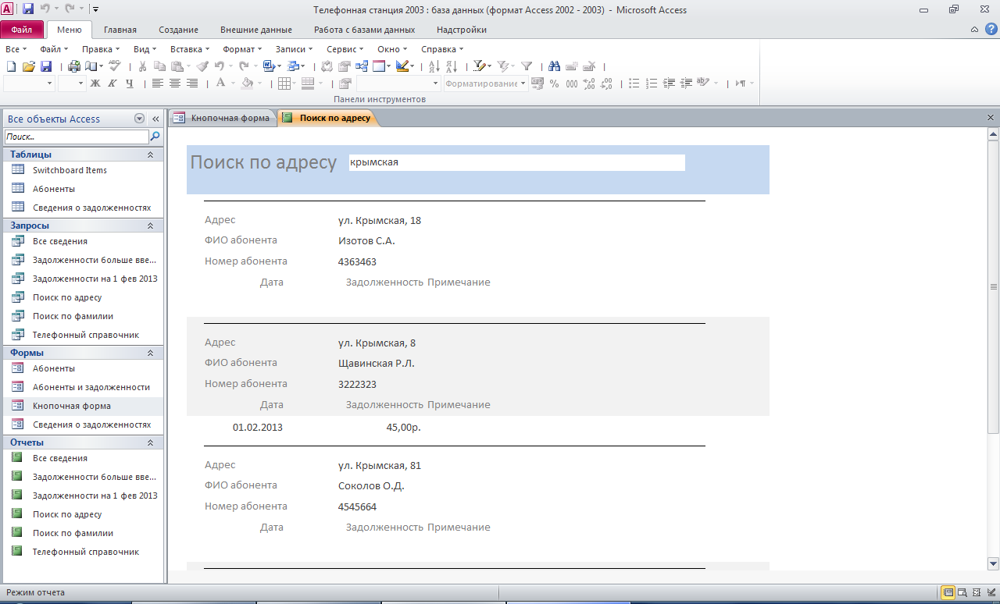 Телефонная станция 2003 : база данных (формат Access 2002 - 2003) - Microsoft Access
Файл Меню Главная Создание Внешние данные Работа с базами данных Надстройки
Все Файл Правка Вид Вставка Формат Записи Сервис Окно Справка
Ж К Ч Форматирование % 000
Панели инструментов
Все объекты Access
Поиск...
Таблицы
Switchboard Items
Абоненты
Сведения о задолженностях
Запросы
Все сведения
Задолженности больше вве...
Задолженности на 1 фев 2013
Поиск по адресу
Поиск по фамилии
Телефонный справочник
Формы
Абоненты
Абоненты и задолженности
Кнопочная форма
Сведения о задолженностях
Отчеты
Все сведения
Задолженности больше вве...
Задолженности на 1 фев 2013
Поиск по адресу
Поиск по фамилии
Телефонный справочник
Кнопочная форма Поиск по адресу
Поиск по адресу крымская
Адрес ул. Крымская, 18
ФИО абонента Изотов С.А.
Номер абонента 4363463
Дата Задолженность Примечание
Адрес ул. Крымская, 8
ФИО абонента Щавинская Р.Л.
Номер абонента 3222323
Дата Задолженность Примечание
01.02.2013 45,00р.
Адрес ул. Крымская, 81
ФИО абонента Соколов О.Д.
Номер абонента 4545664
Дата Задолженность Примечание
Режим отчета